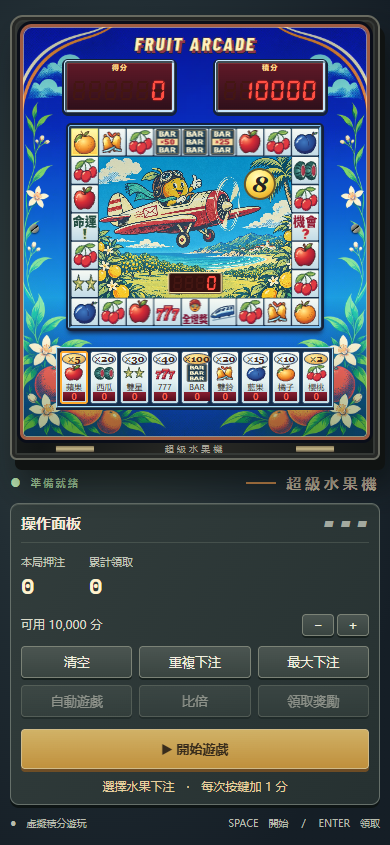 FRUIT ARCADE
得分 積分
0 10000
BAR BAR BAR
BAR ×50 BAR ×25 BAR
BAR BAR BAR
8
命運 機會
! ?
0
777 全燈獎
×5 ×20 ×30 ×40 ×100 ×20 ×15 ×10 ×2
777 BAR BAR BAR
蘋果 西瓜 雙星 777 BAR 雙鈴 藍果 橘子 櫻桃
0 0 0 0 0 0 0 0 0
超級水果機
準備就緒 超級水果機
操作面板
本局押注 累計領取
0 0
可用 10,000 分 − +
清空 重複下注 最大下注
自動遊戲 比倍 領取獎勵
▶ 開始遊戲
選擇水果下注 · 每次按鍵加 1 分
虛擬積分遊玩 SPACE 開始 / ENTER 領取